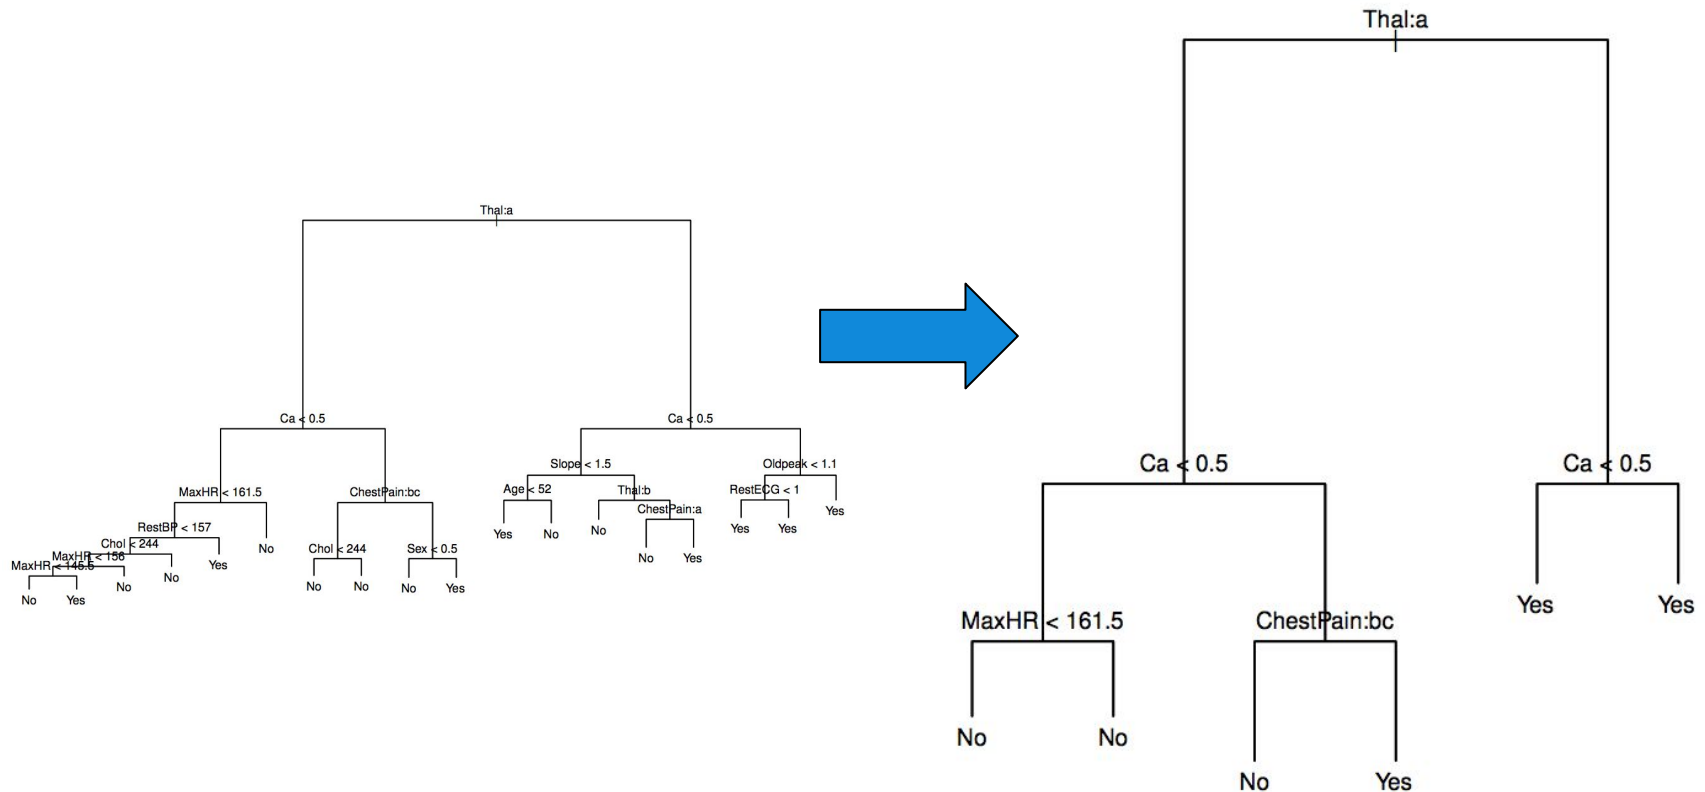 Thal:a
Ca < 0.5
Ca < 0.5
Slope < 1.5
Oldpeak < 1.1
MaxHR < 161.5
ChestPain:bc
Age < 52
Thal:b
RestECG < 1
ChestPain:a
Yes
RestBP < 157
Yes
No
No
Yes
Yes
Chol < 244
No
Chol < 244
Sex < 0.5
MaxHR < 156
No
Yes
MaxHR < 145.5
Yes
No
No
No
No
No
Yes
No
Yes
Thal:a
Ca < 0.5
Ca < 0.5
Yes
Yes
MaxHR < 161.5
ChestPain:bc
No
No
No
Yes